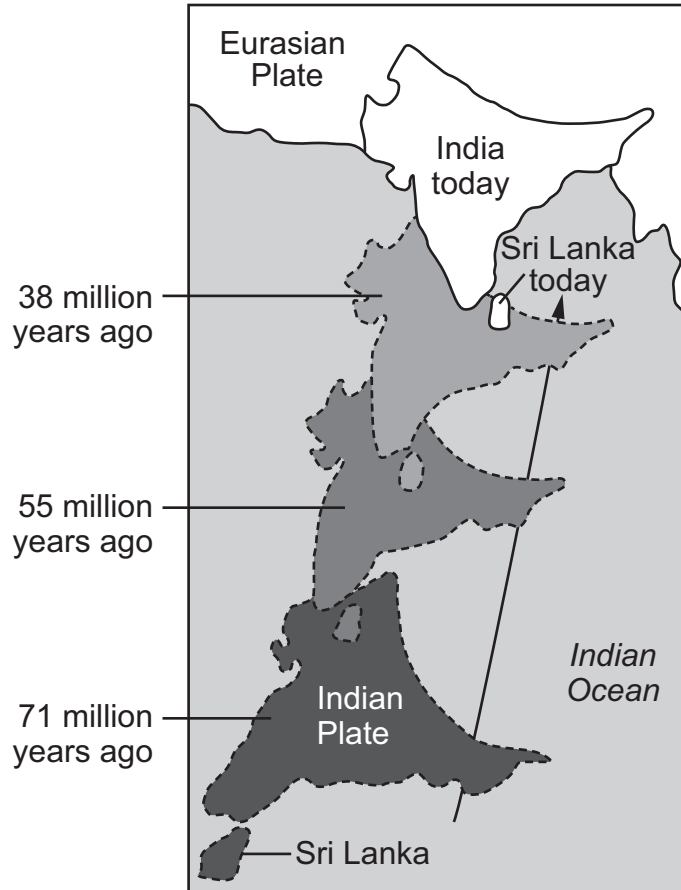 Eurasian
Plate
India
today
Sri Lanka
today
38 million
years ago
55 million
years ago
Indian
Ocean
Indian
Plate
71 million
years ago
Sri Lanka